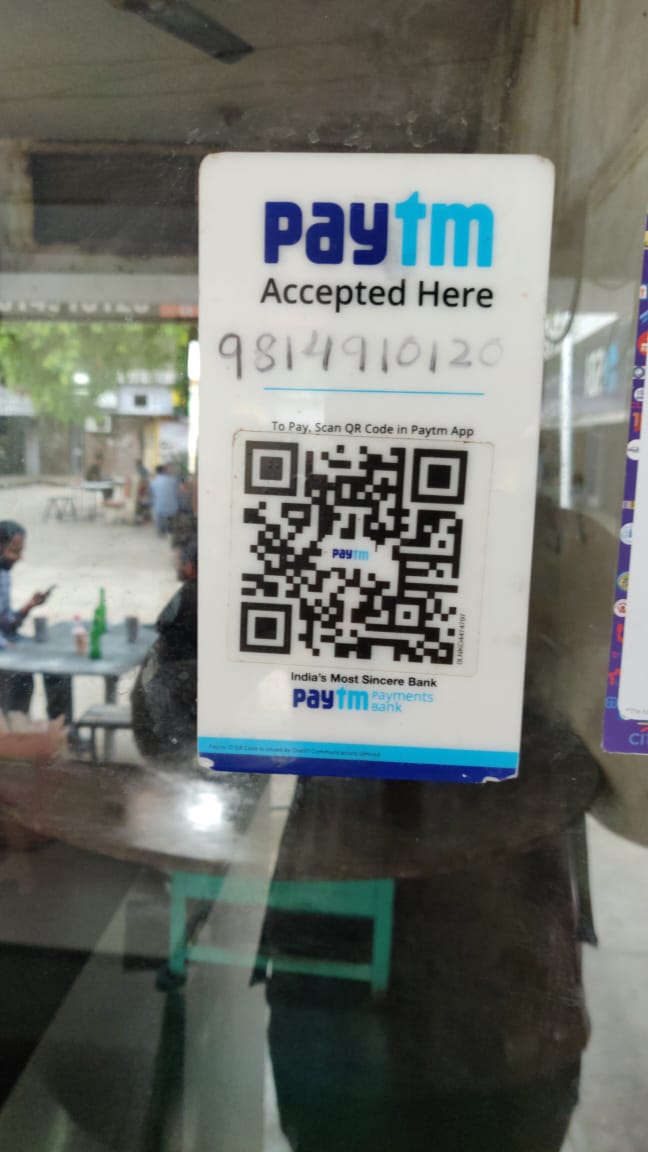 paytm
Accepted Here
9814910120
To Pay, Scan QR Code in Paytm App
paytm
India's Most Sincere Bank
paytm Payments
Bank
Paytm QR Code is issued by One97 Communications Limited